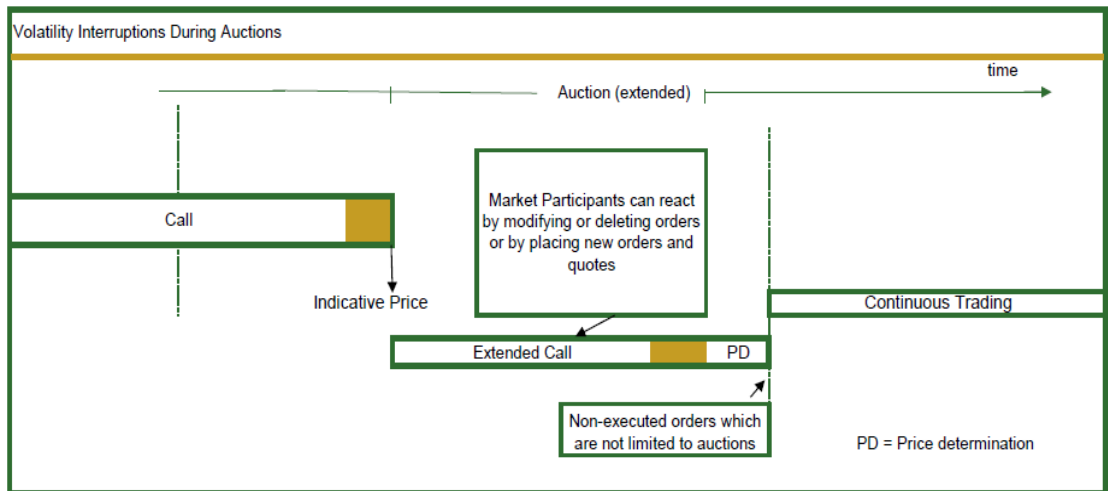 Volatility Interruptions During Auctions
time
Auction (extended)
Market Participants can react
by modifying or deleting orders
or by placing new orders and
quotes
Call
Indicative Price
Continuous Trading
Extended Call
PD
Non-executed orders which
are not limited to auctions
PD = Price determination